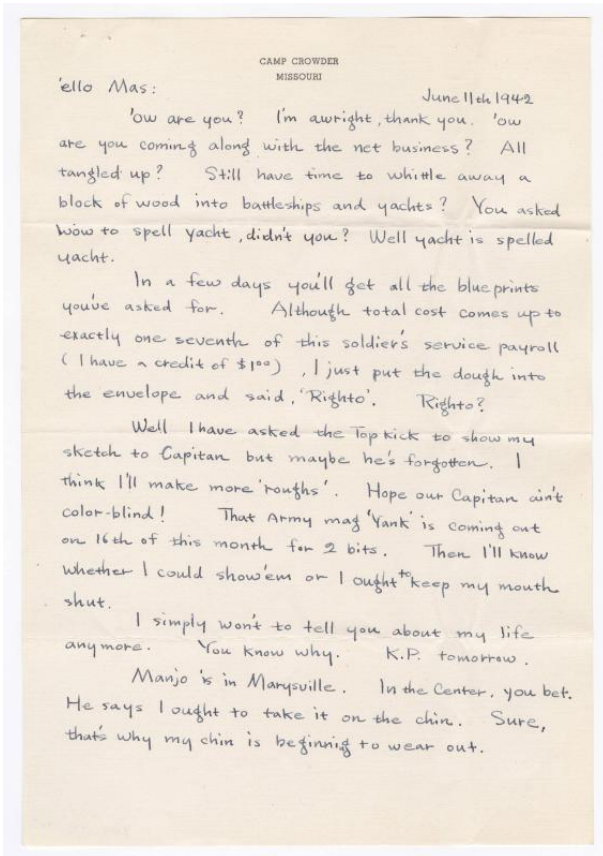 CAMP CROWDER
MISSOURI
'ello Mas:
June 11th 1942
'Ow are you? I'm awright, thank you. 'Ow
are you coming along with the net business? All
tangled up? Still have time to whittle away a
block of wood into battleships and yachts? You asked
wow to spell yacht, didn't you? Well yacht is spelled
yacht.
In a few days you'll get all the blueprints
you've asked for. Although total cost comes up to
exactly one seventh of this soldier's service payroll
(I have a credit of $1⁰⁰), I just put the dough into
the envelope and said, 'Righto'. Righto?
Well I have asked the Top Kick to show my
sketch to Capitan but maybe he's forgotten. I
think I'll make more 'roughs'. Hope our Capitan ain't
color-blind! That Army mag 'Yank' is coming out
on 16th of this month for 2 bits. Then I'll know
whether I could show'em or I ought to keep my mouth
shut.
I simply won't to tell you about my life
anymore. You know why. K.P. tomorrow.
Manjo 'is in Marysville. In the Center, you bet.
He says I ought to take it on the chin. Sure,
that's why my chin is beginnig to wear out.